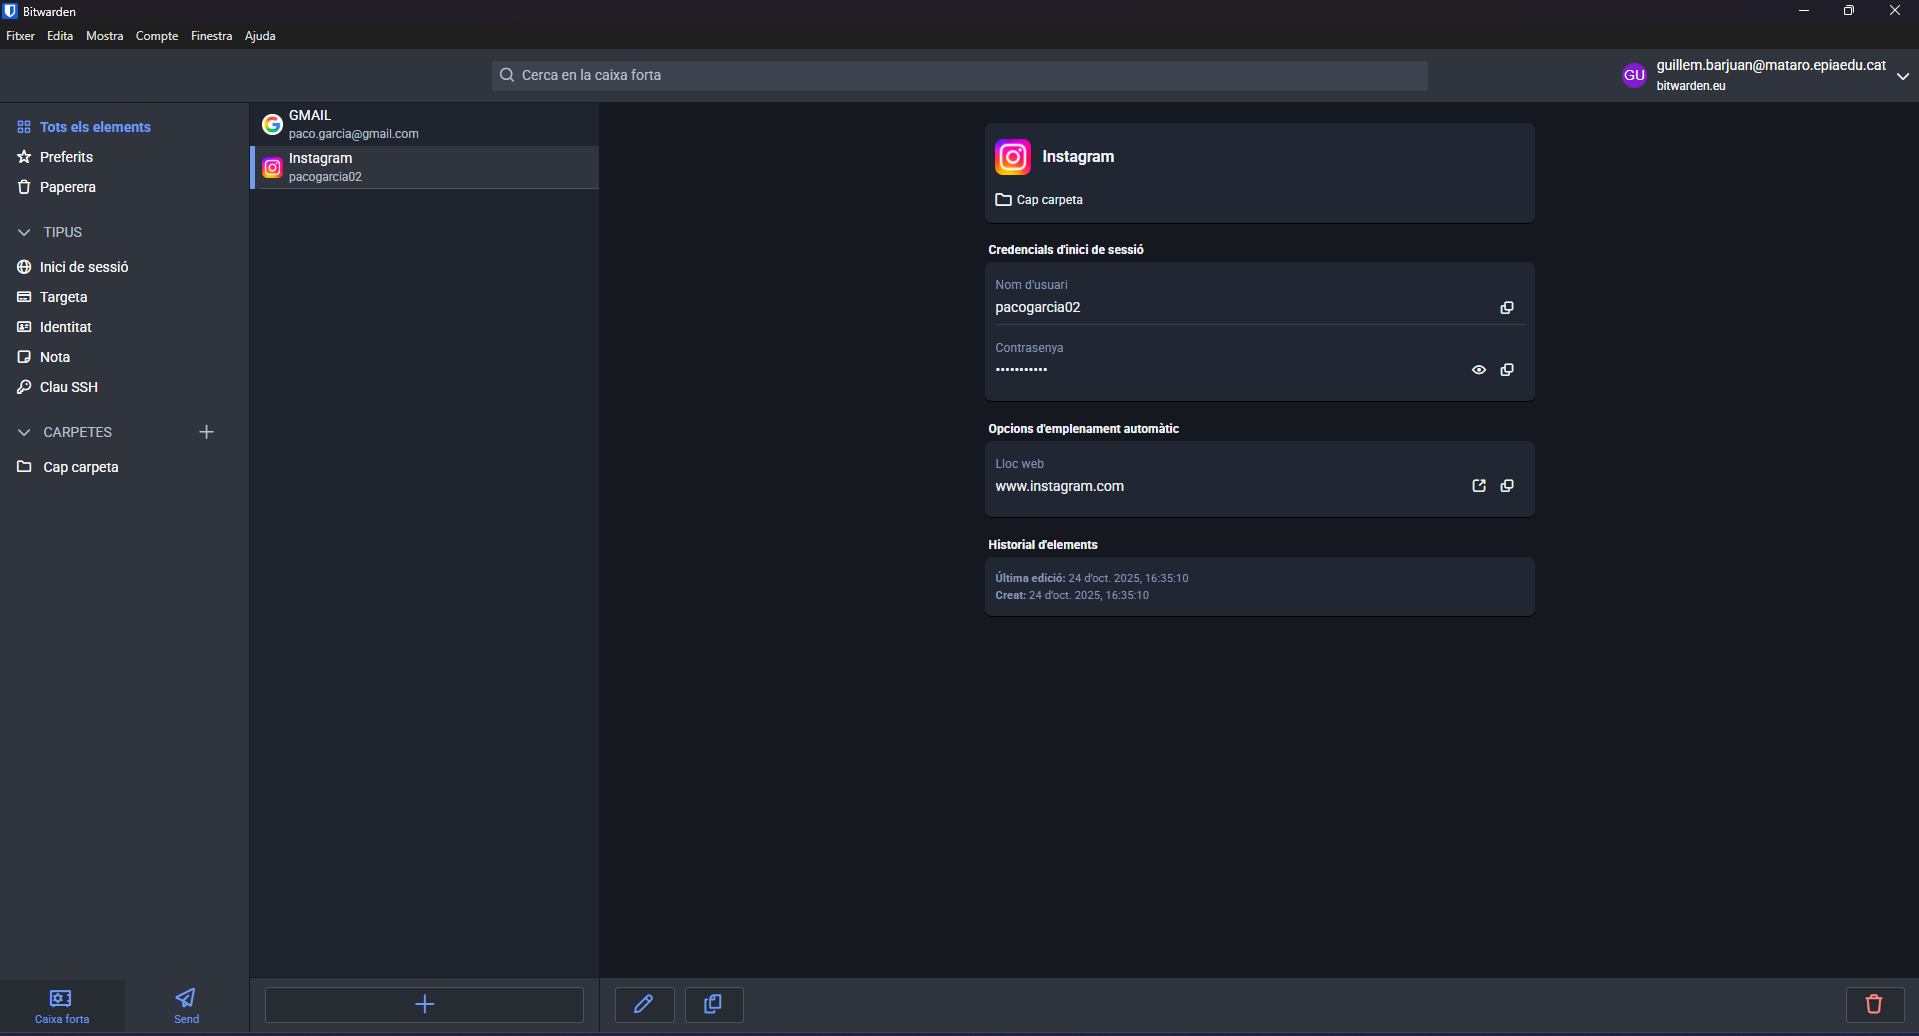 Bitwarden
Fitxer Edita Mostra Compte Finestra Ajuda
Cerca en la caixa forta
GU
guillem.barjuan@mataro.epiaedu.cat
bitwarden.eu
Tots els elements
Preferits
Paperera
TIPUS
Inici de sessió
Targeta
Identitat
Nota
Clau SSH
CARPETES
Cap carpeta
GMAIL
paco.garcia@gmail.com
Instagram
pacogarcia02
Instagram
Cap carpeta
Credencials d'inici de sessió
Nom d'usuari
pacogarcia02
Contrasenya
•••••••••••
Opcions d'emplenament automàtic
Lloc web
www.instagram.com
Historial d'elements
Última edició: 24 d'oct. 2025, 16:35:10
Creat: 24 d'oct. 2025, 16:35:10
Caixa forta
Send